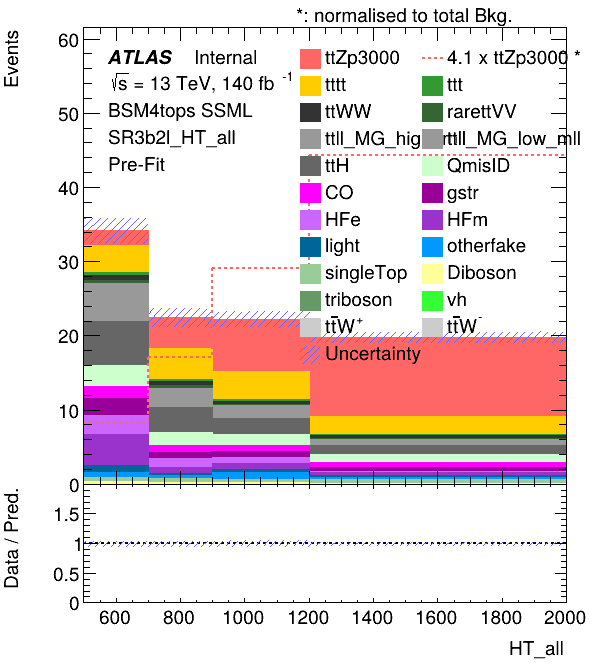 *: normalised to total Bkg.
Events
ATLAS Internal
√s = 13 TeV, 140 fb⁻¹
BSM4tops SSML
SR3b2l_HT_all
Pre-Fit
ttZp3000 4.1 x ttZp3000 *
tttt ttt
ttWW rarettVV
ttll_MG_hig ttll_MG_low_mll
ttH QmisID
CO gstr
HFe HFm
light otherfake
singleTop Diboson
triboson vh
tt̄W⁺ tt̄W⁻
Uncertainty
60
50
40
30
20
10
0
Data / Pred.
1.5
1
0.5
0
600 800 1000 1200 1400 1600 1800 2000
HT_all